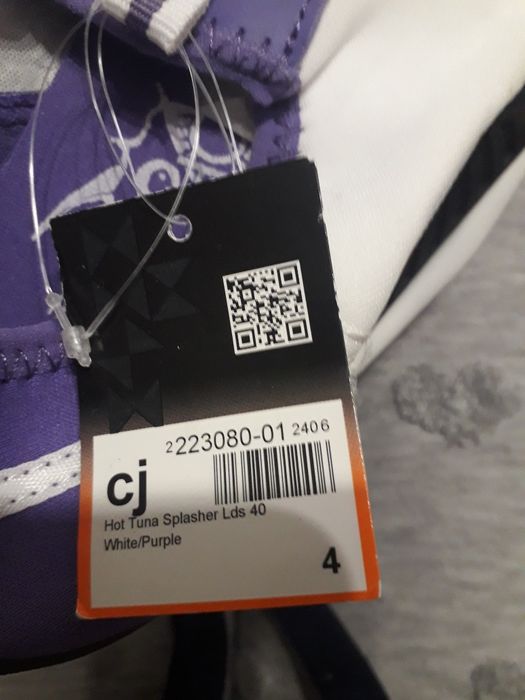 2223080-01 2406
cj
Hot Tuna Splasher Lds 40
White/Purple
4